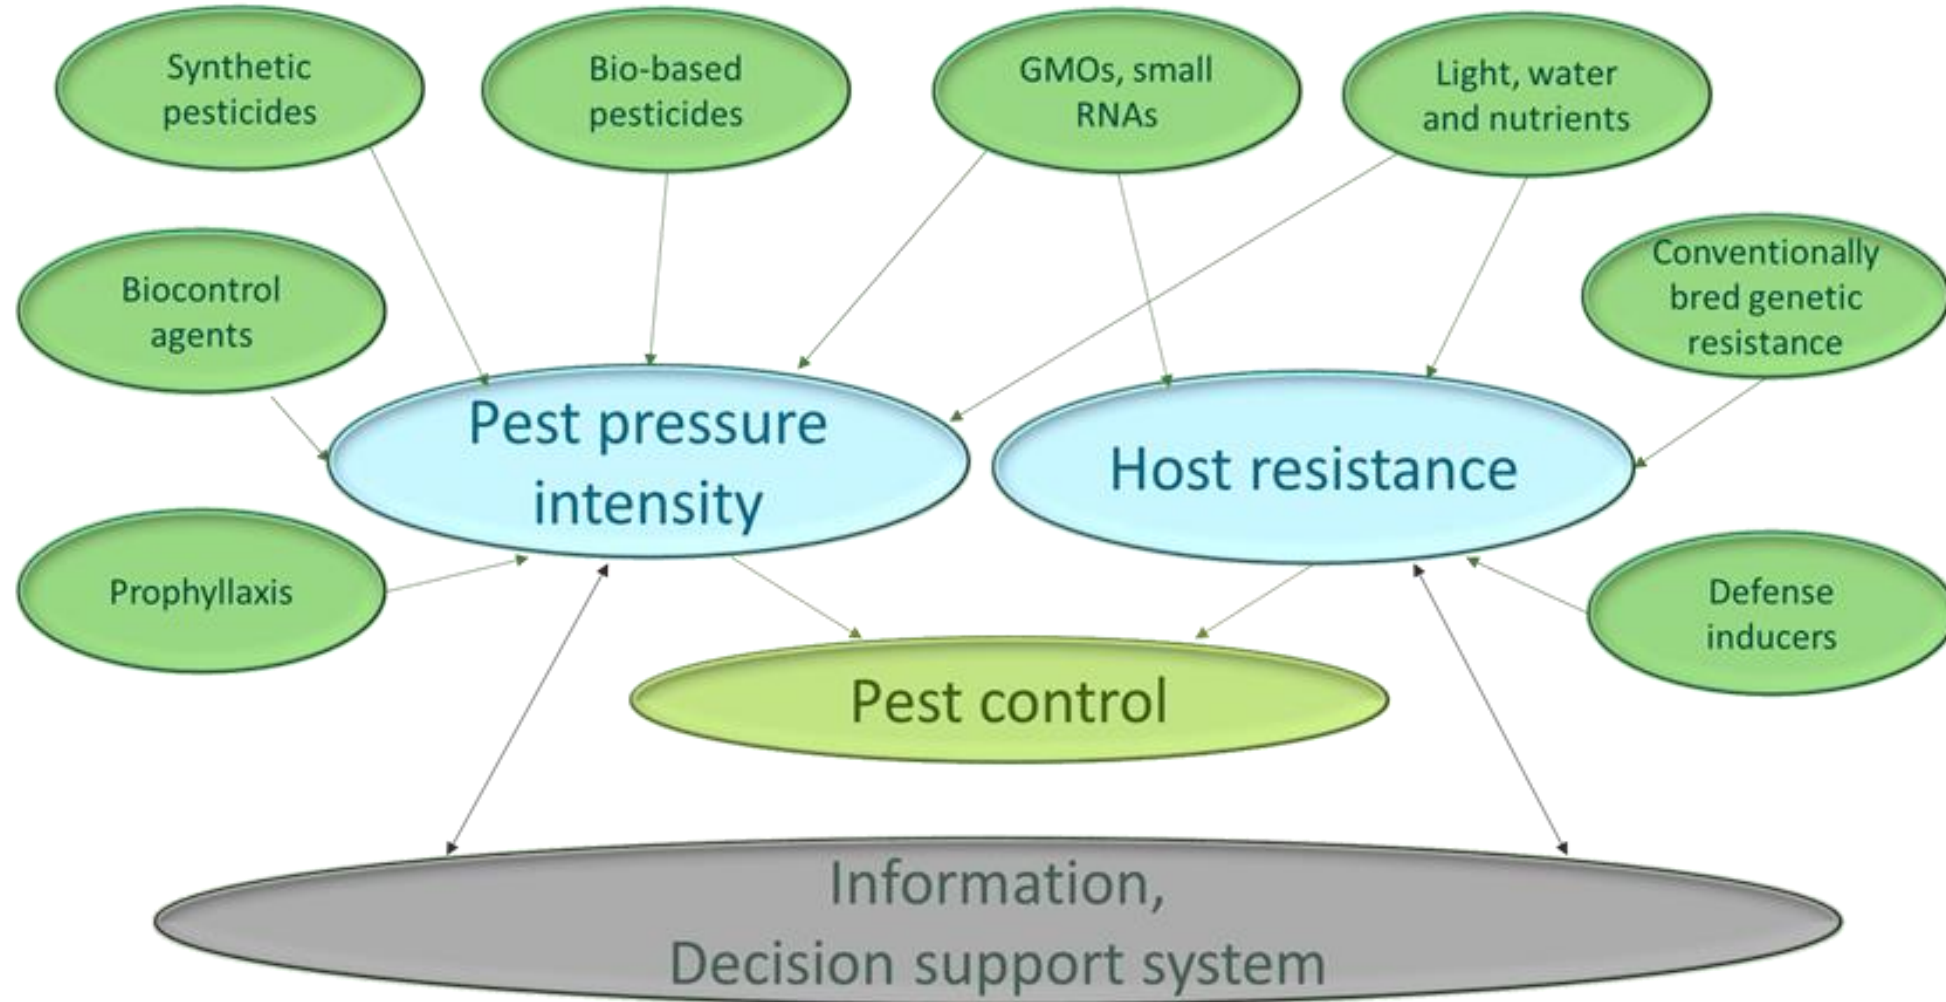 Synthetic
pesticides
Bio-based
pesticides
GMOs, small
RNAs
Light, water
and nutrients
Biocontrol
agents
Conventionally
bred genetic
resistance
Pest pressure
intensity
Host resistance
Prophyllaxis
Defense
inducers
Pest control
Information,
Decision support system